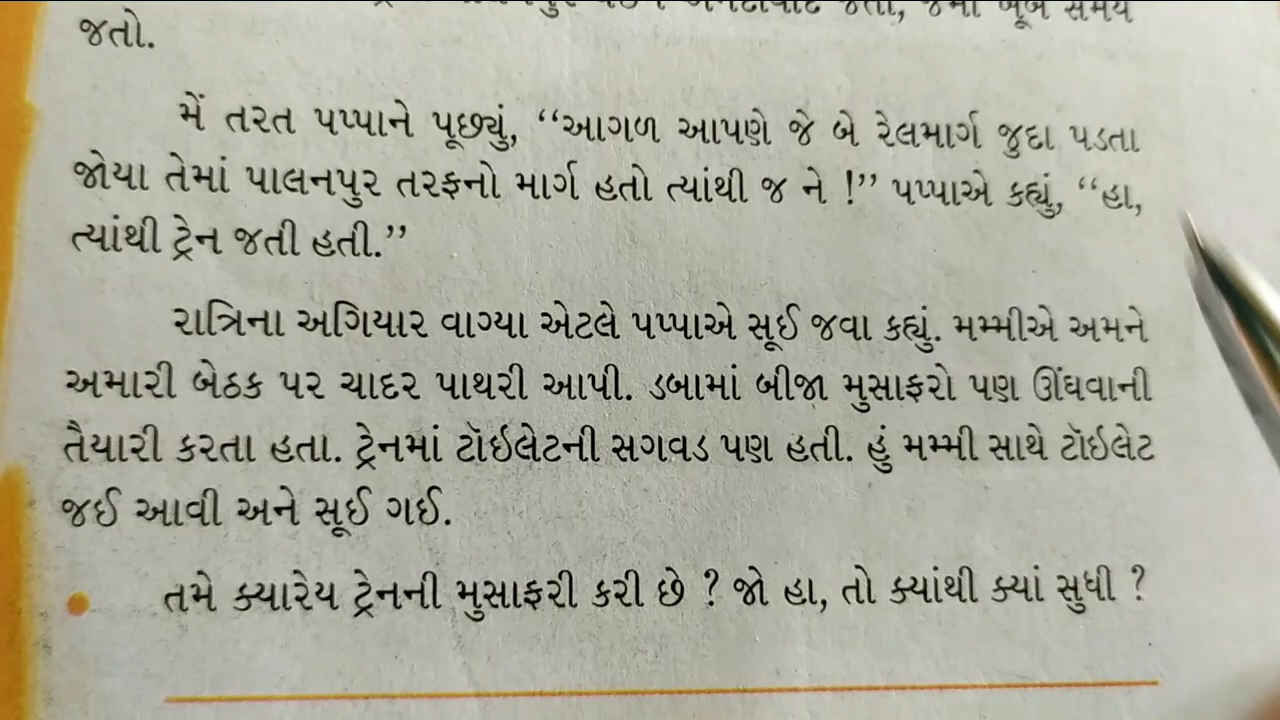 જતો.
મેં તરત પપ્પાને પૂછ્યું, “આગળ આપણે જે બે રેલમાર્ગ જુદા પડતા
જોયા તેમાં પાલનપુર તરફનો માર્ગ હતો ત્યાંથી જ ને !” પપ્પાએ કહ્યું, “હા,
ત્યાંથી ટ્રેન જતી હતી.”
રાત્રિના અગિયાર વાગ્યા એટલે પપ્પાએ સૂઈ જવા કહ્યું. મમ્મીએ અમને
અમારી બેઠક પર ચાદર પાથરી આપી. ડબામાં બીજા મુસાફરો પણ ઊંઘવાની
તૈયારી કરતા હતા. ટ્રેનમાં ટૉઇલેટની સગવડ પણ હતી. હું મમ્મી સાથે ટૉઇલેટ
જઈ આવી અને સૂઈ ગઈ.
તમે ક્યારેય ટ્રેનની મુસાફરી કરી છે ? જો હા, તો ક્યાંથી ક્યાં સુધી ?